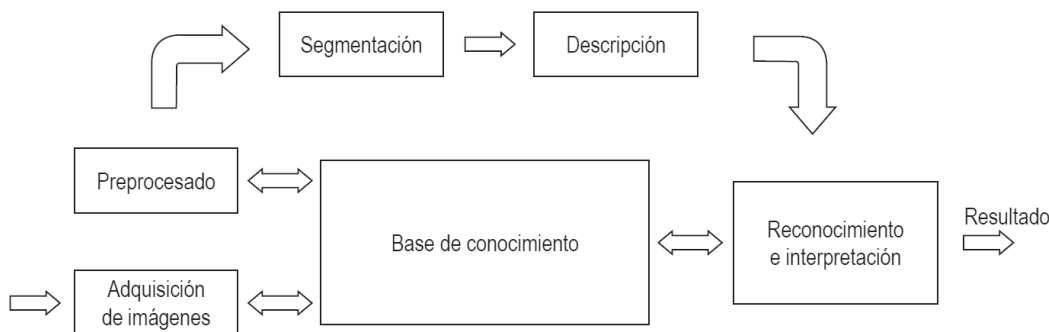 Segmentación
Descripción
Preprocesado
Base de conocimiento
Reconocimiento
e interpretación
Resultado
Adquisición
de imágenes